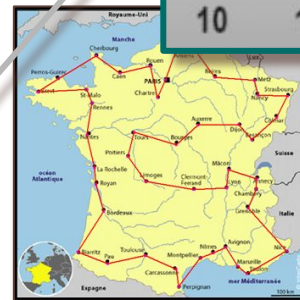 Royaume-Uni
10
Manche
Cherbourg
Rouen
Reims
Perros-Guirec
Caen
PARIS
Metz
Brest
St-Malo
Chartres
Strasbourg
Rennes
Colmar
Auxerre
Nantes
Tours
Bourges
Dijon
Besançon
Poitiers
Suisse
océan
Atlantique
La Rochelle
Limoges
Mâcon
Clermont-
Ferrand
Lyon
Annecy
Royan
Chambéry
Italie
Grenoble
Bordeaux
Biarritz
Pau
Toulouse
Montpellier
Nîmes
Avignon
Nice
Carcassonne
Marseille
Toulon
Perpignan
Espagne
mer Méditerranée
100 km